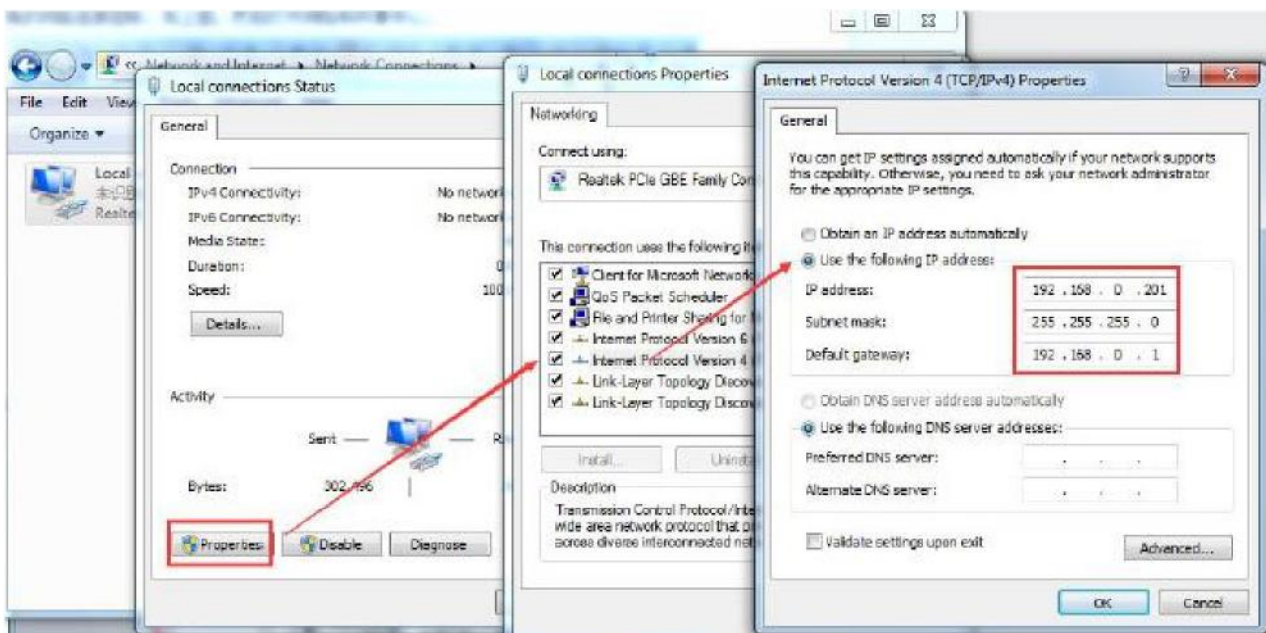 Network and Internet ▸ Network Connections ▸
File Edit View
Organize ▾
Local
Realte
Local connections Status
General
Connection
IPv4 Connectivity: No network
IPv6 Connectivity: No network
Media State:
Duration: 0
Speed: 100
Details...
Activity
Sent
Bytes: 302,496
Properties Disable Diagnose
Local connections Properties
Networking
Connect using:
Realtek PCIe GBE Family Con
This connection uses the following it
Client for Microsoft Network
QoS Packet Scheduler
File and Printer Sharing for
Internet Protocol Version 6
Internet Protocol Version 4
Link-Layer Topology Discov
Link-Layer Topology Discov
Install... Uninsta
Description
Transmission Control Protocol/Inte
wide area network protocol that p
across diverse interconnected net
Internet Protocol Version 4 (TCP/IPv4) Properties
General
You can get IP settings assigned automatically if your network supports
this capability. Otherwise, you need to ask your network administrator
for the appropriate IP settings.
Obtain an IP address automatically
Use the following IP address:
IP address: 192 . 168 . 0 . 201
Subnet mask: 255 . 255 . 255 . 0
Default gateway: 192 . 168 . 0 . 1
Obtain DNS server address automatically
Use the following DNS server addresses:
Preferred DNS server: . . .
Alternate DNS server: . . .
Validate settings upon exit
Advanced...
OK Cancel